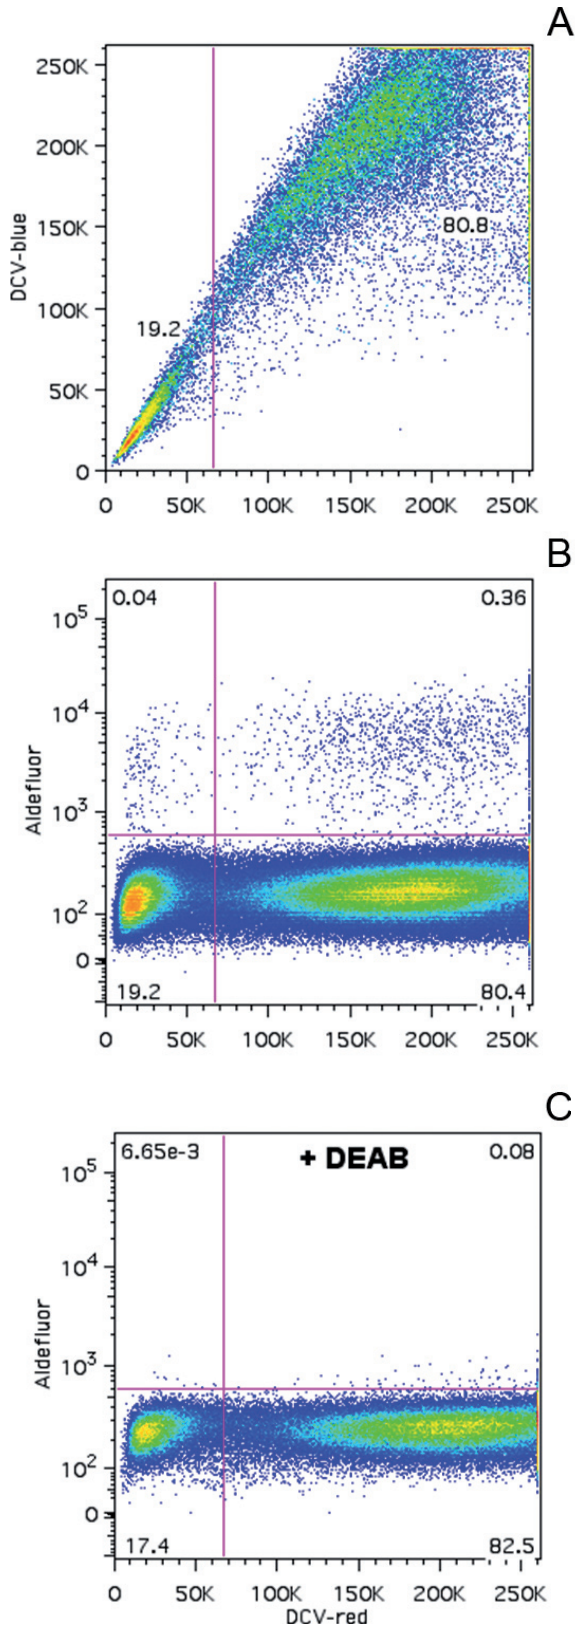 A
250K
200K
150K
100K
50K
0
DCV-blue
19.2
80.8
0 50K 100K 150K 200K 250K
B
0.04 0.36
10^5
10^4
10^3
10^2
0
Aldefluor
19.2 80.4
0 50K 100K 150K 200K 250K
C
6.65e-3 + DEAB 0.08
10^5
10^4
10^3
10^2
0
Aldefluor
17.4 82.5
0 50K 100K 150K 200K 250K
DCV-red